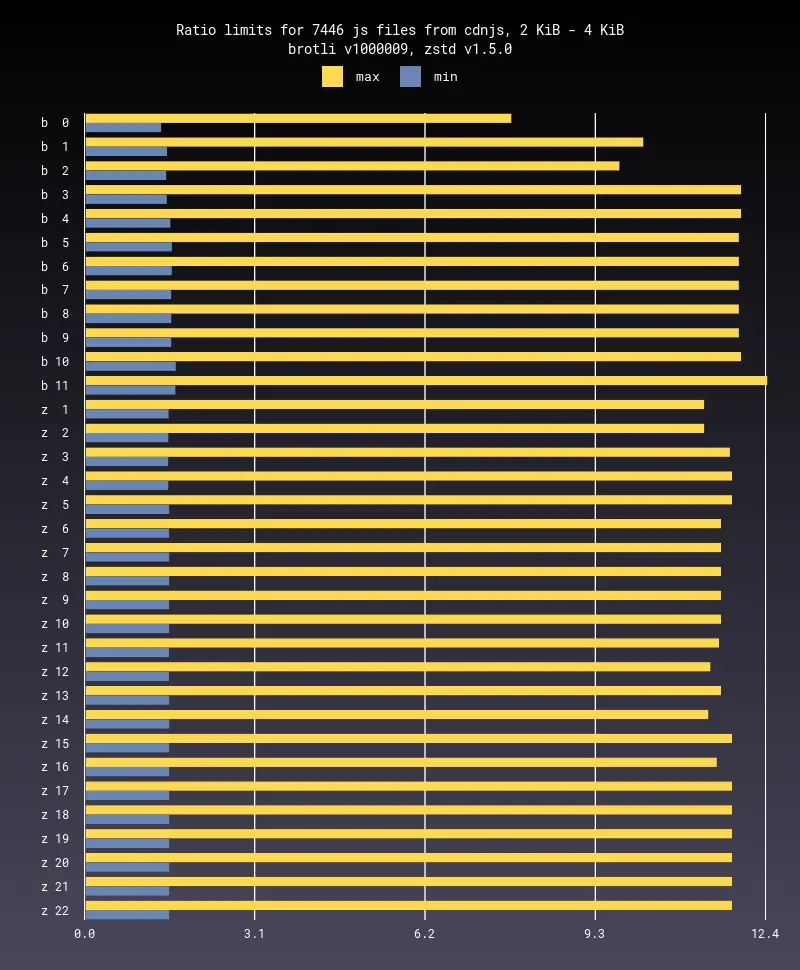 Ratio limits for 7446 js files from cdnjs, 2 KiB - 4 KiB
brotli v1000009, zstd v1.5.0
max min
b 0
b 1
b 2
b 3
b 4
b 5
b 6
b 7
b 8
b 9
b 10
b 11
z 1
z 2
z 3
z 4
z 5
z 6
z 7
z 8
z 9
z 10
z 11
z 12
z 13
z 14
z 15
z 16
z 17
z 18
z 19
z 20
z 21
z 22
0.0 3.1 6.2 9.3 12.4